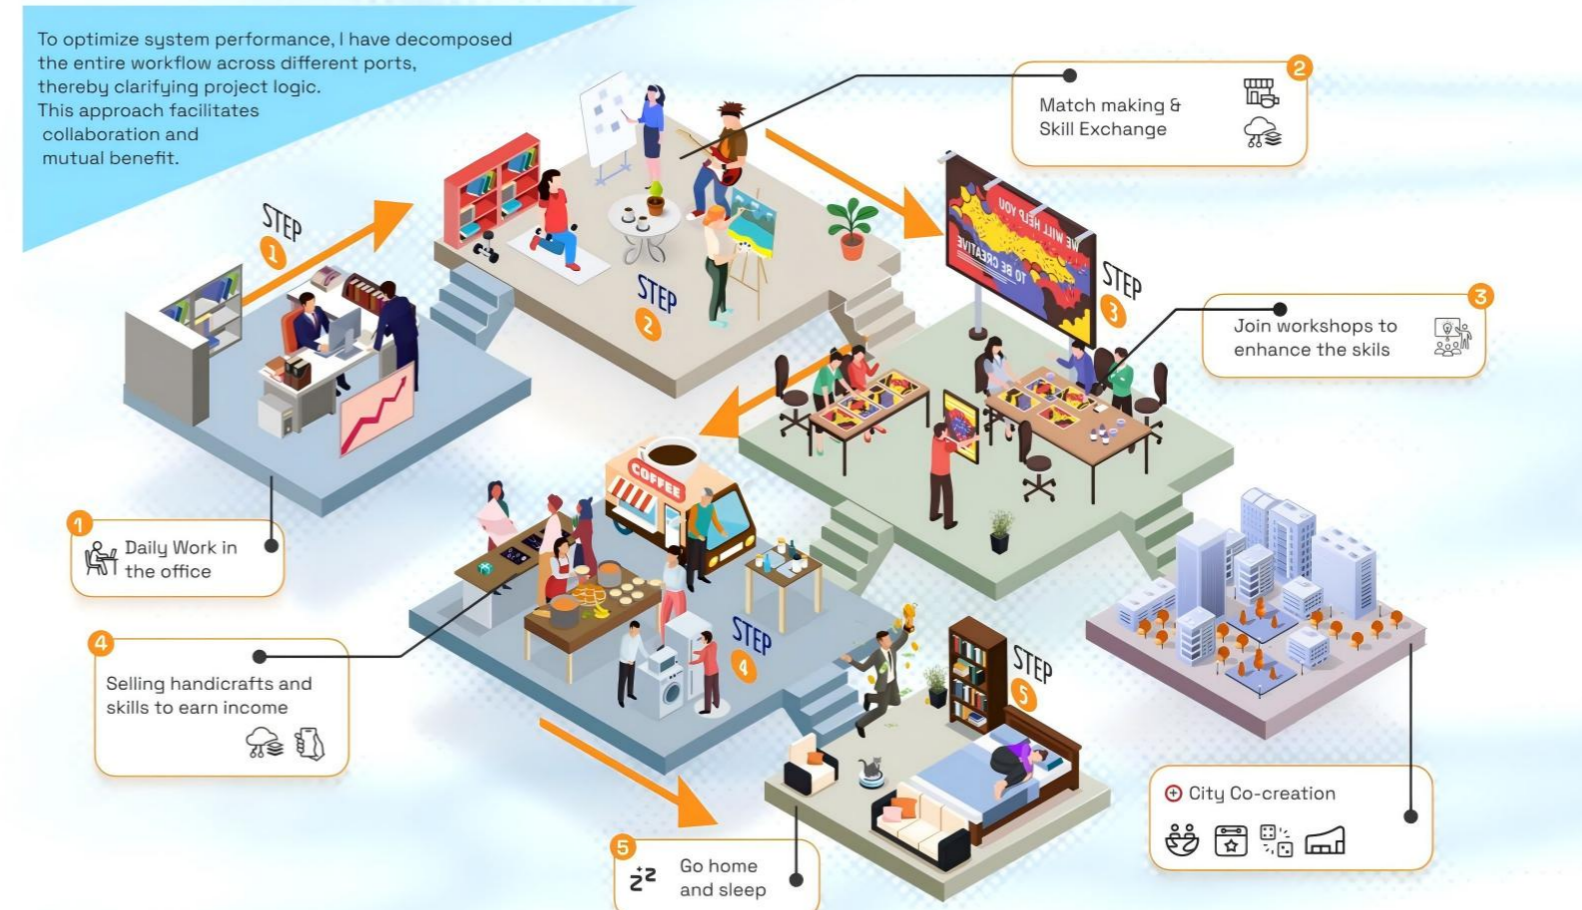 To optimize system performance, I have decomposed
the entire workflow across different ports,
thereby clarifying project logic.
This approach facilitates
collaboration and
mutual benefit.
2
Match making &
Skill Exchange
STEP
1
STEP
2
WE WILL HELP YOU
TO BE CREATIVE
STEP
3
3
Join workshops to
enhance the skils
COFFEE
1
Daily Work in
the office
STEP
4
4
Selling handicrafts and
skills to earn income
STEP
5
City Co-creation
5
zz
Go home
and sleep